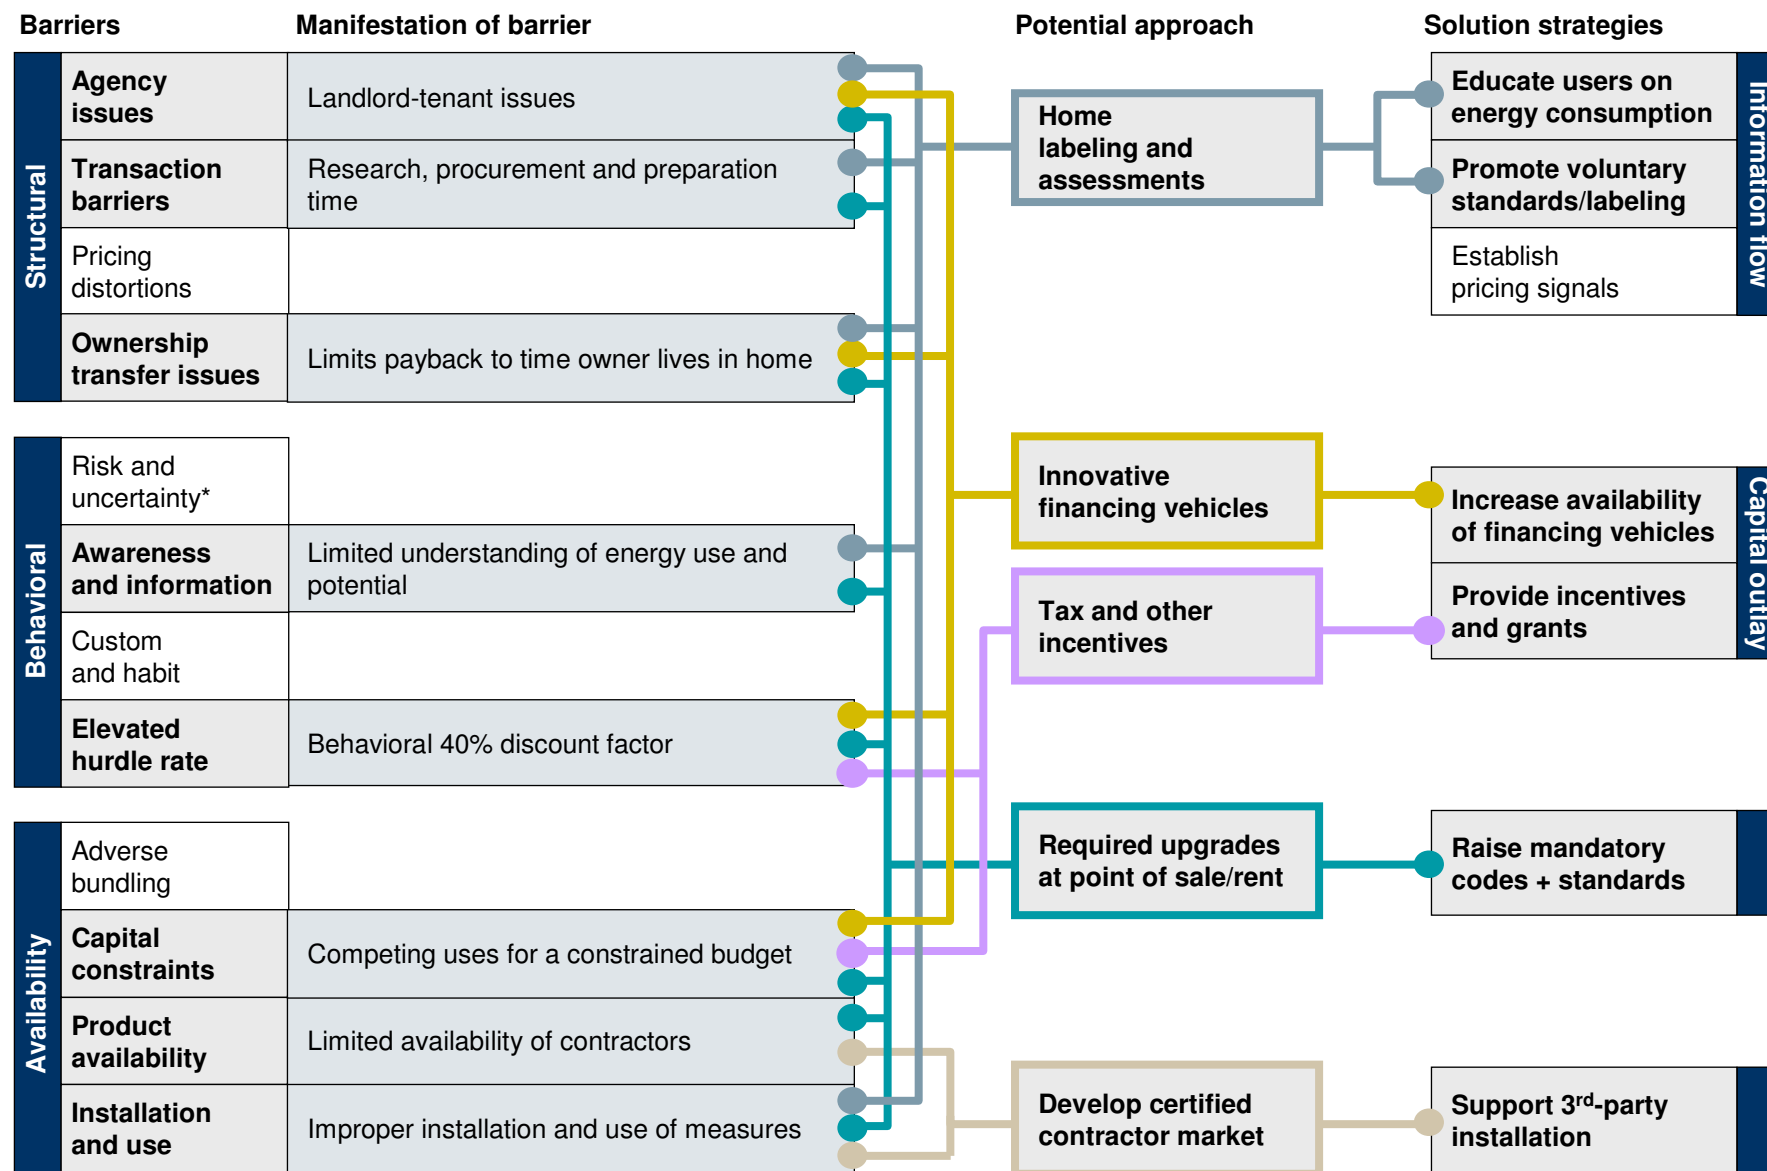 Barriers
Manifestation of barrier
Potential approach
Solution strategies
Structural
Agency
issues
Landlord-tenant issues
Transaction
barriers
Research, procurement and preparation
time
Pricing
distortions
Ownership
transfer issues
Limits payback to time owner lives in home
Behavioral
Risk and
uncertainty*
Awareness
and information
Limited understanding of energy use and
potential
Custom
and habit
Elevated
hurdle rate
Behavioral 40% discount factor
Availability
Adverse
bundling
Capital
constraints
Competing uses for a constrained budget
Product
availability
Limited availability of contractors
Installation
and use
Improper installation and use of measures
Home
labeling and
assessments
Innovative
financing vehicles
Tax and other
incentives
Required upgrades
at point of sale/rent
Develop certified
contractor market
Educate users on
energy consumption
Promote voluntary
standards/labeling
Establish
pricing signals
Information flow
Increase availability
of financing vehicles
Provide incentives
and grants
Capital outlay
Raise mandatory
codes + standards
Support 3rd-party
installation